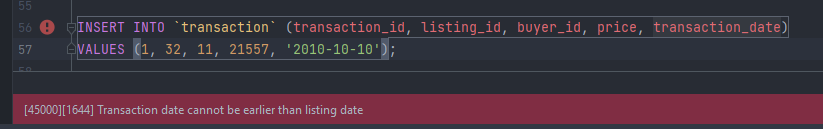 55
56 INSERT INTO `transaction` (transaction_id, listing_id, buyer_id, price, transaction_date)
57 VALUES (1, 32, 11, 21557, '2010-10-10');
58
[45000][1644] Transaction date cannot be earlier than listing date